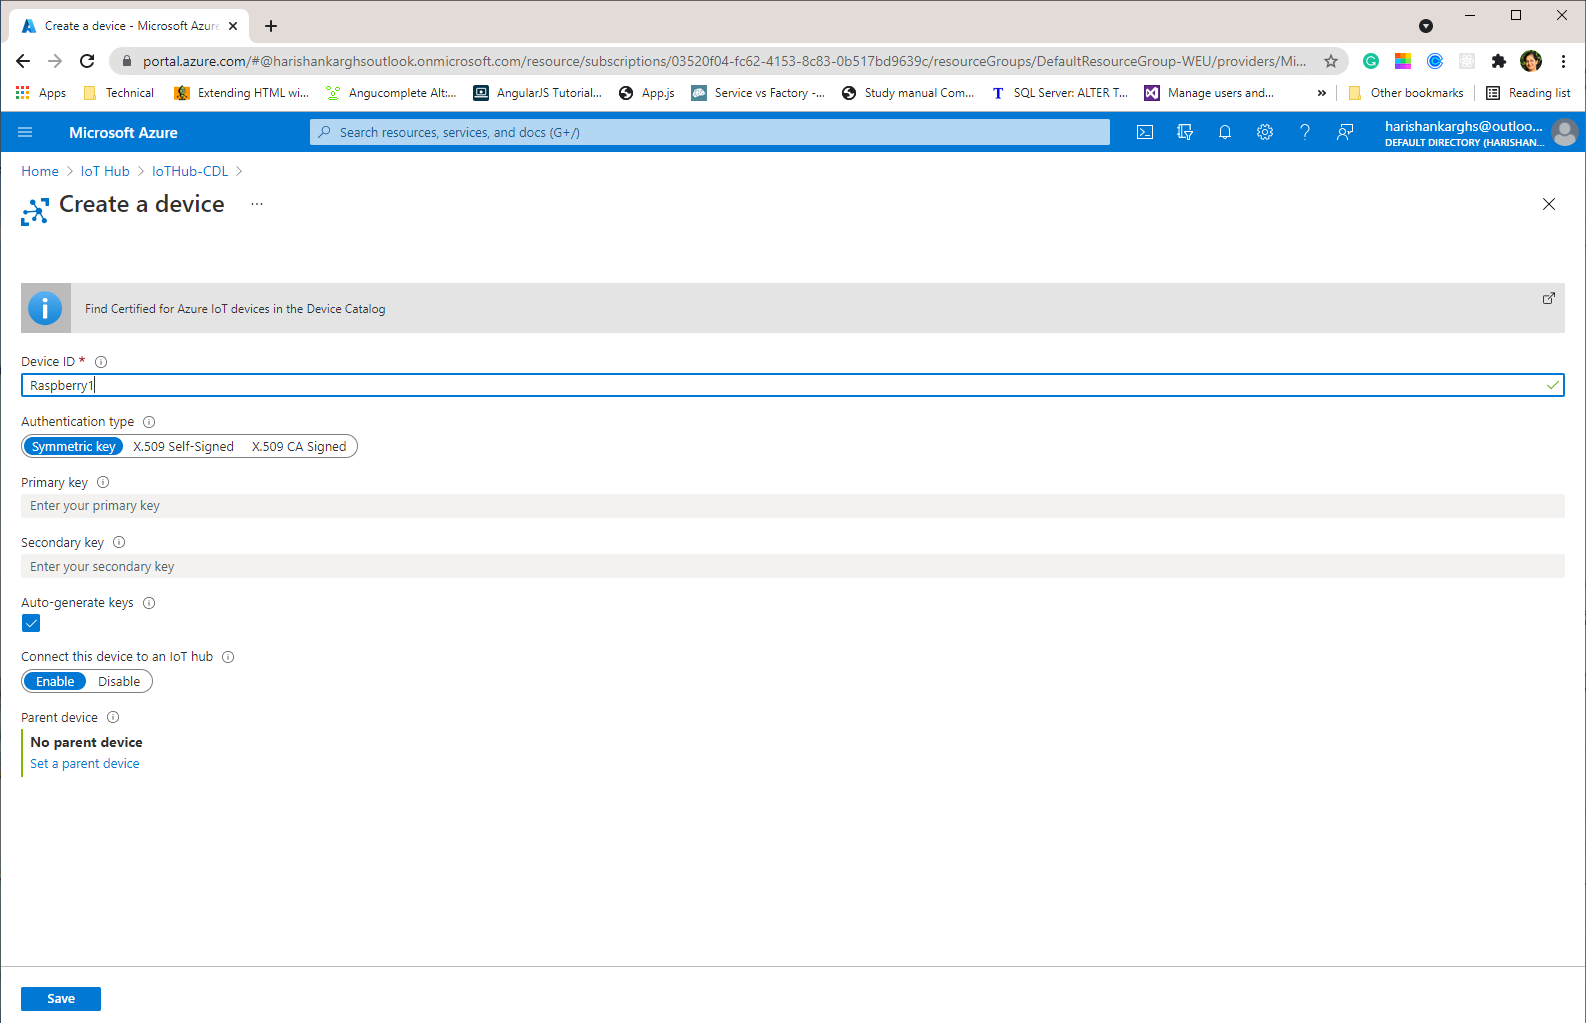 Create a device - Microsoft Azure
portal.azure.com/#@harishankarghsoutlook.onmicrosoft.com/resource/subscriptions/03520f04-fc62-4153-8c83-0b517bd9639c/resourceGroups/DefaultResourceGroup-WEU/providers/Mi...
Apps Technical Extending HTML wi... Angucomplete Alt:... AngularJS Tutorial... App.js Service vs Factory -... Study manual Com... T SQL Server: ALTER T... Manage users and... » Other bookmarks Reading list
Microsoft Azure Search resources, services, and docs (G+/) harishankarghs@outloo...
DEFAULT DIRECTORY (HARISHAN...
Home > IoT Hub > IoTHub-CDL >
Create a device ...
Find Certified for Azure IoT devices in the Device Catalog
Device ID *
Raspberry1
Authentication type
Symmetric key X.509 Self-Signed X.509 CA Signed
Primary key
Enter your primary key
Secondary key
Enter your secondary key
Auto-generate keys
Connect this device to an IoT hub
Enable Disable
Parent device
No parent device
Set a parent device
Save